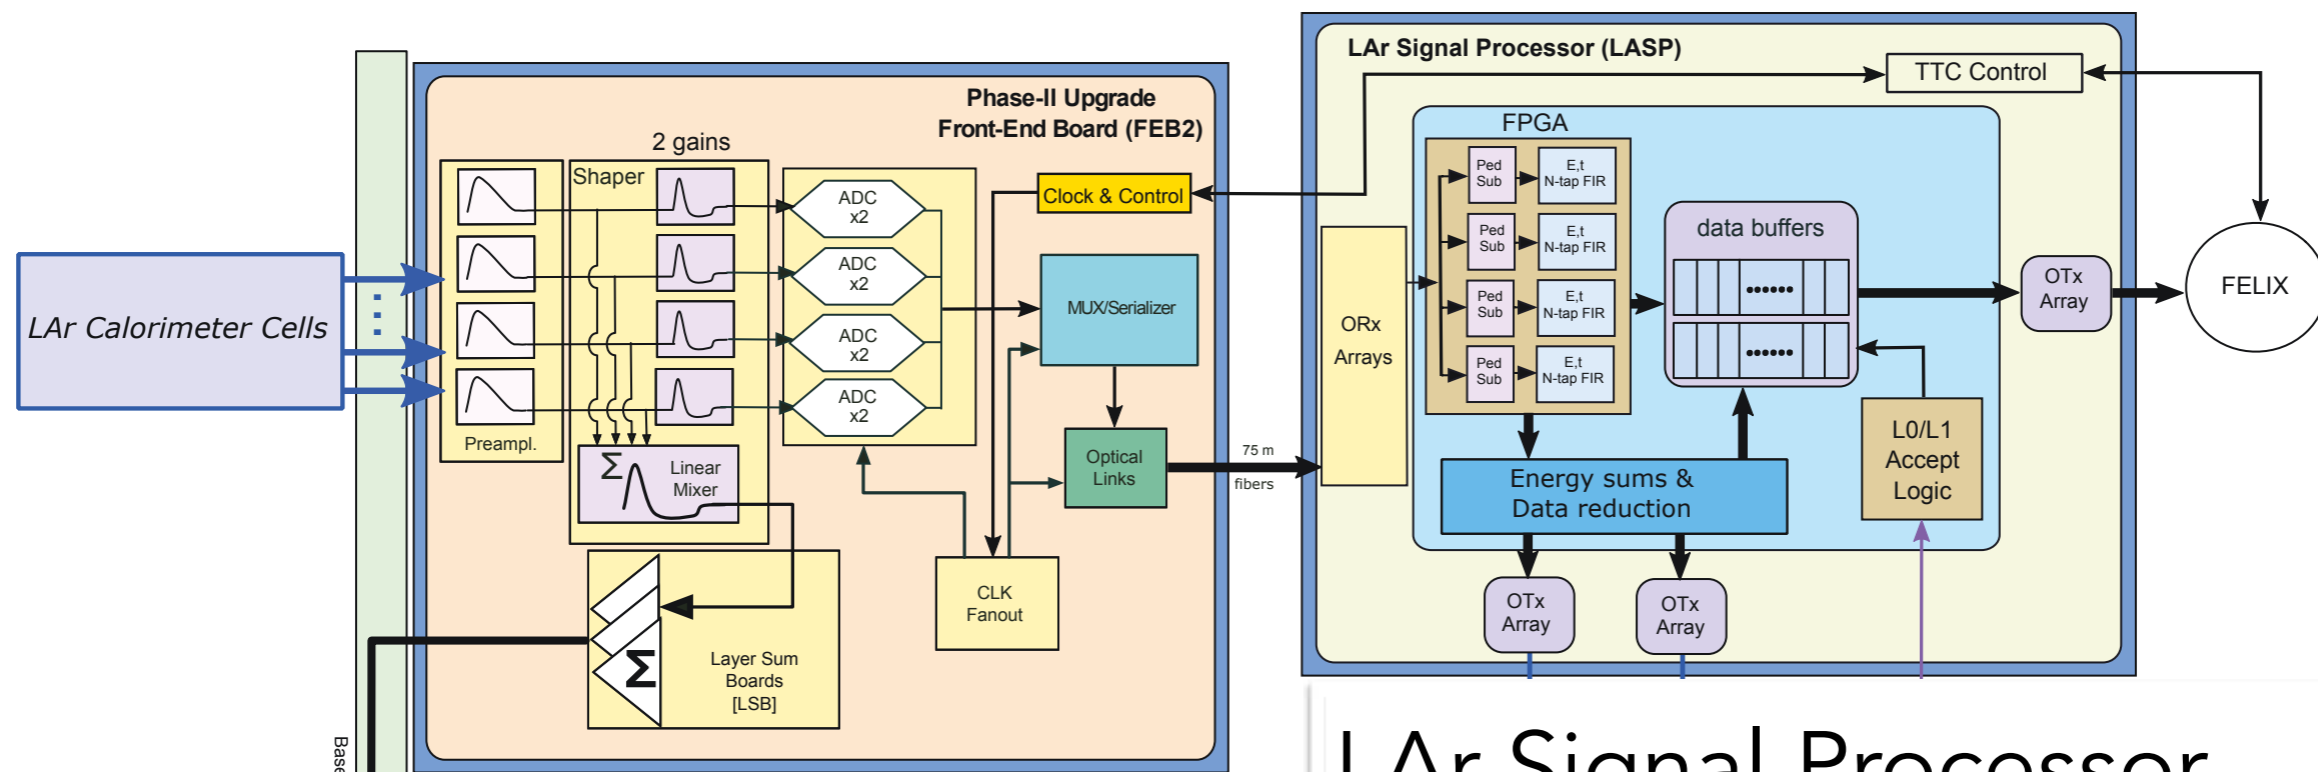 LAr Calorimeter Cells
Base
Phase-II Upgrade
Front-End Board (FEB2)
2 gains
Preampl.
Shaper
Σ
Linear
Mixer
ADC
x2
ADC
x2
ADC
x2
ADC
x2
Clock & Control
MUX/Serializer
Optical
Links
CLK
Fanout
Σ
Layer Sum
Boards
[LSB]
75 m
fibers
LAr Signal Processor (LASP)
TTC Control
FPGA
ORx
Arrays
Ped
Sub
E,t
N-tap FIR
Ped
Sub
E,t
N-tap FIR
Ped
Sub
E,t
N-tap FIR
Ped
Sub
E,t
N-tap FIR
data buffers
Energy sums &
Data reduction
L0/L1
Accept
Logic
OTx
Array
OTx
Array
OTx
Array
FELIX
LAr Signal Processor